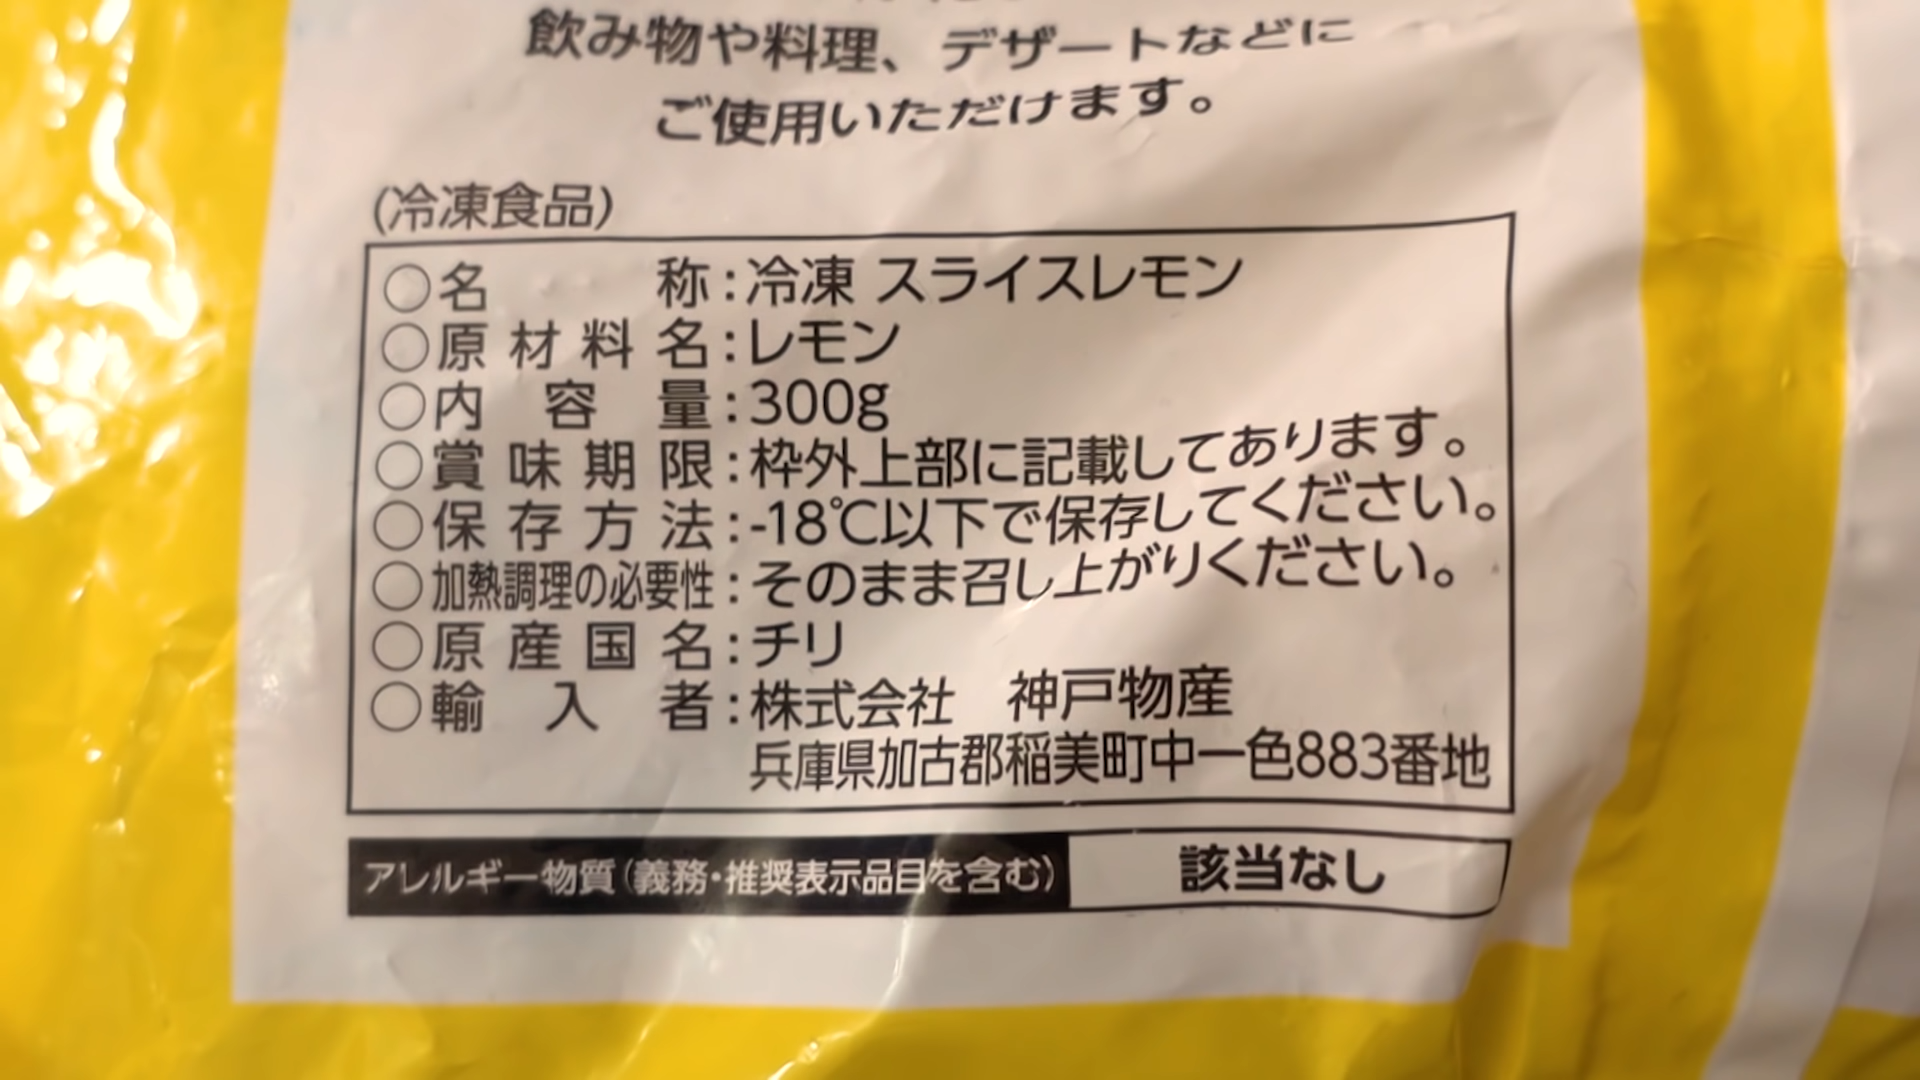 飲み物や料理、デザートなどに
ご使用いただけます。
(冷凍食品)
○名称:冷凍 スライスレモン
○原材料名:レモン
○内容量:300g
○賞味期限:枠外上部に記載してあります。
○保存方法:-18℃以下で保存してください。
○加熱調理の必要性:そのまま召し上がりください。
○原産国名:チリ
○輸入者:株式会社 神戸物産
兵庫県加古郡稲美町中一色883番地
アレルギー物質(義務・推奨表示品目を含む) 該当なし